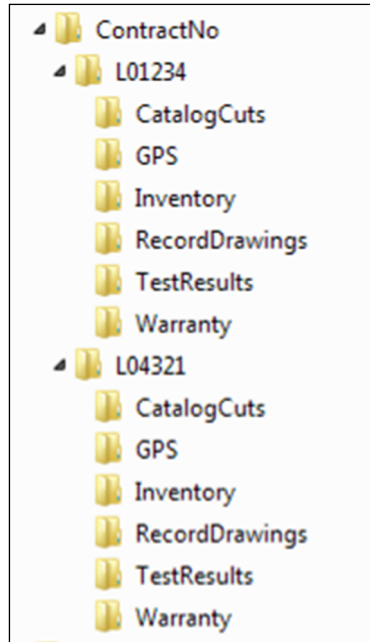 ContractNo
L01234
CatalogCuts
GPS
Inventory
RecordDrawings
TestResults
Warranty
L04321
CatalogCuts
GPS
Inventory
RecordDrawings
TestResults
Warranty